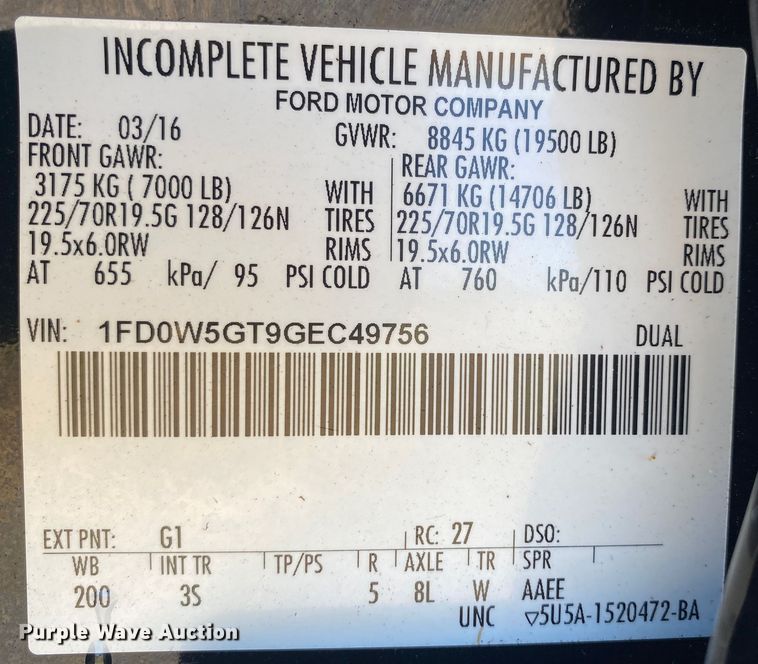 INCOMPLETE VEHICLE MANUFACTURED BY
FORD MOTOR COMPANY
DATE: 03/16 GVWR: 8845 KG (19500 LB)
FRONT GAWR: REAR GAWR:
3175 KG ( 7000 LB) WITH 6671 KG (14706 LB) WITH
225/70R19.5G 128/126N TIRES 225/70R19.5G 128/126N TIRES
19.5x6.0RW RIMS 19.5x6.0RW RIMS
AT 655 kPa/ 95 PSI COLD AT 760 kPa/110 PSI COLD
VIN: 1FD0W5GT9GEC49756 DUAL
EXT PNT: G1 RC: 27 DSO:
WB INT TR TP/PS R AXLE TR SPR
200 3S 5 8L W AAEE
UNC ▽5U5A-1520472-BA
Purple Wave Auction